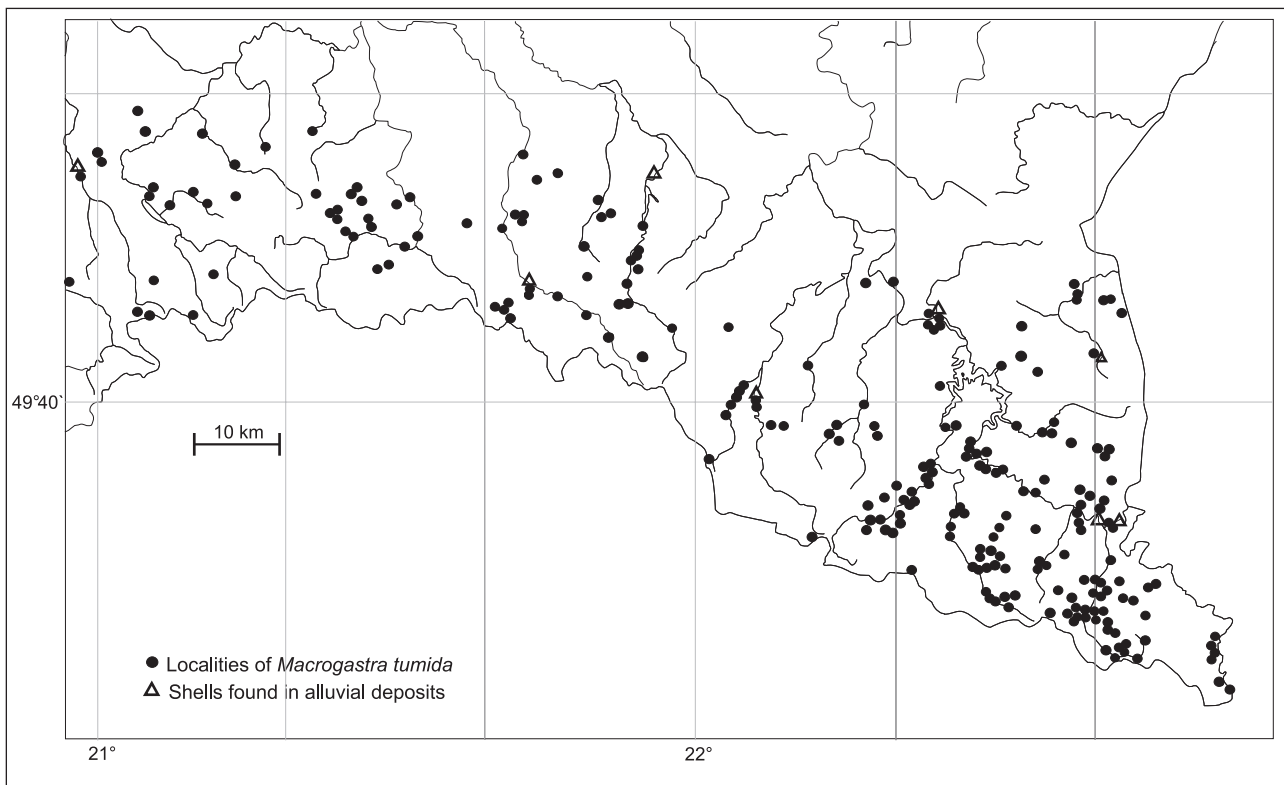 49°40`
10 km
Localities of Macrogastra tumida
Shells found in alluvial deposits
21°
22°